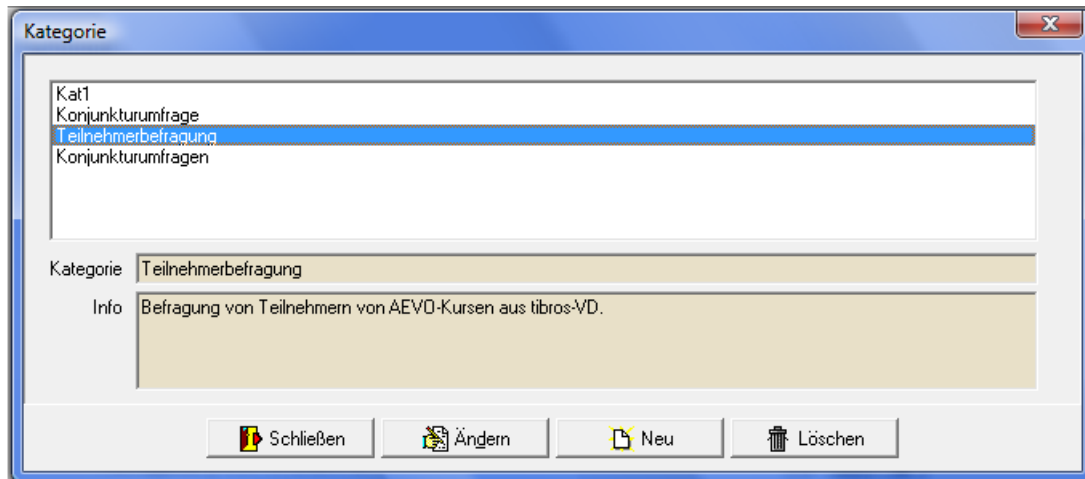 Kategorie
Kat1
Konjunkturumfrage
Teilnehmerbefragung
Konjunkturumfragen
Kategorie Teilnehmerbefragung
Info Befragung von Teilnehmern von AEVO-Kursen aus tibros-VD.
Schließen Ändern Neu Löschen